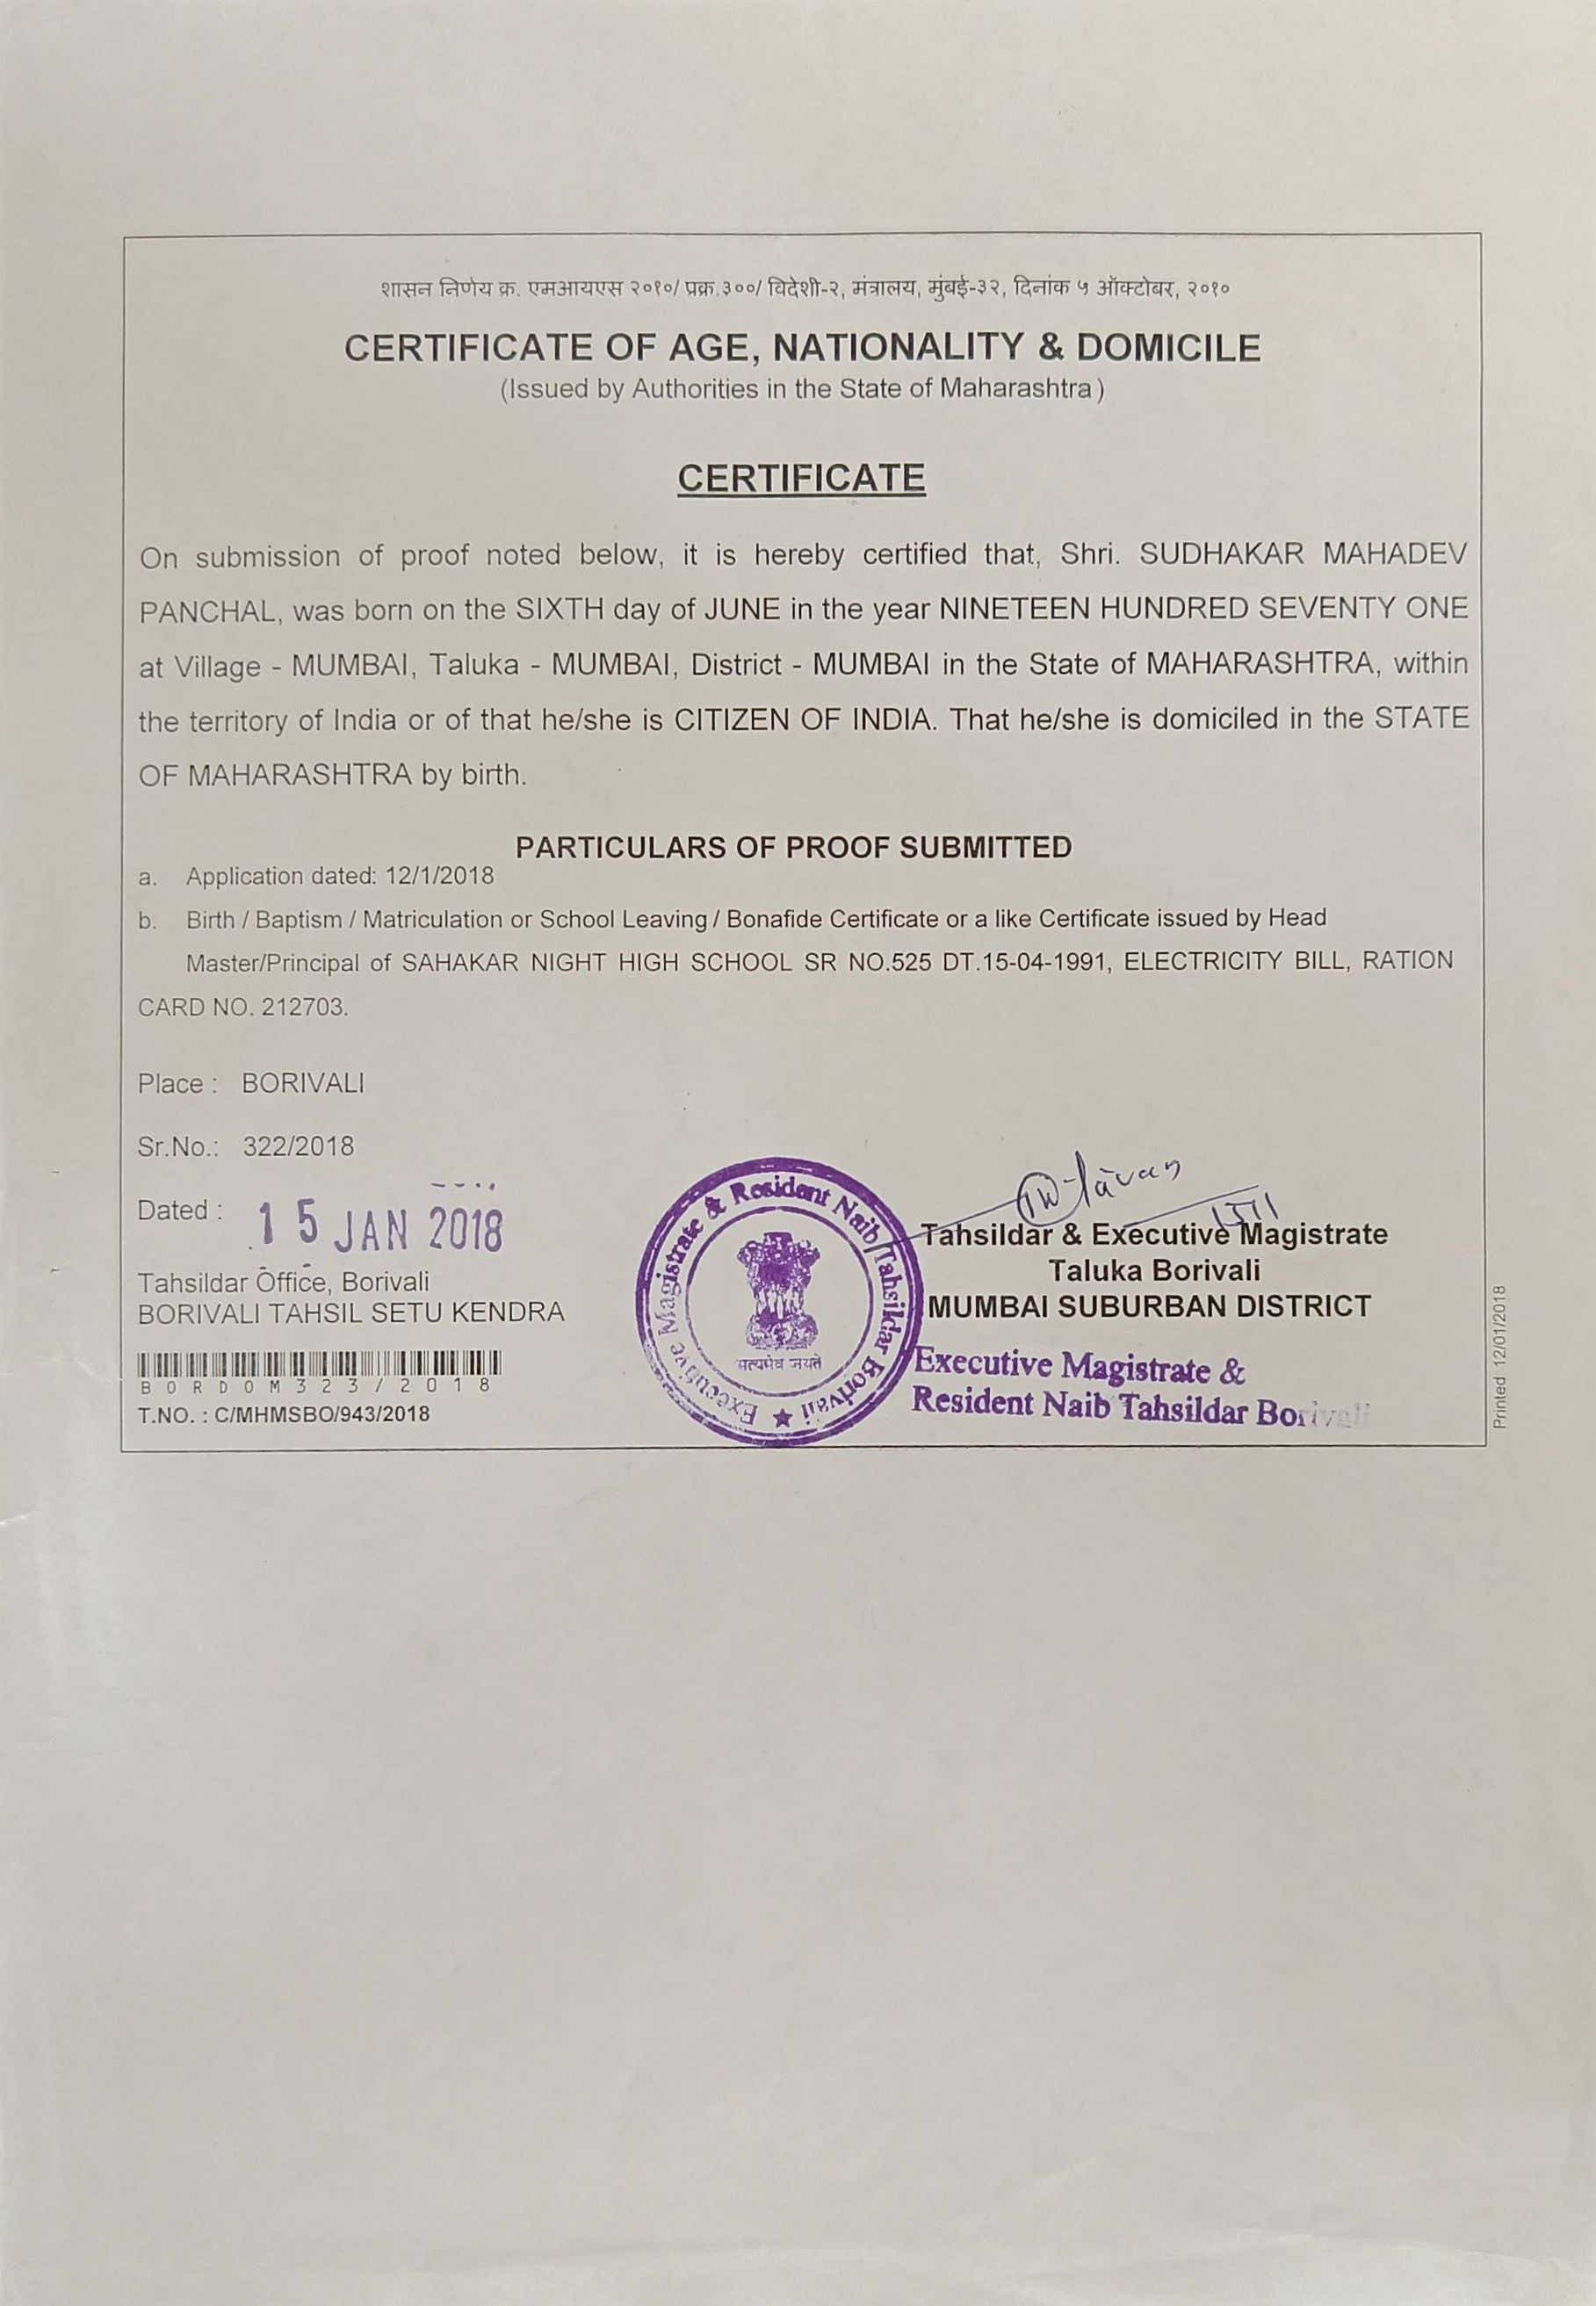 शासन निर्णय क्र. एमआयएस २०१०/ प्रक्र.३००/ विदेशी-२, मंत्रालय, मुंबई-३२, दिनांक ५ ऑक्टोबर, २०१०
CERTIFICATE OF AGE, NATIONALITY & DOMICILE
(Issued by Authorities in the State of Maharashtra)
CERTIFICATE
On submission of proof noted below, it is hereby certified that, Shri. SUDHAKAR MAHADEV
PANCHAL, was born on the SIXTH day of JUNE in the year NINETEEN HUNDRED SEVENTY ONE
at Village - MUMBAI, Taluka - MUMBAI, District - MUMBAI in the State of MAHARASHTRA, within
the territory of India or of that he/she is CITIZEN OF INDIA. That he/she is domiciled in the STATE
OF MAHARASHTRA by birth.
PARTICULARS OF PROOF SUBMITTED
a. Application dated: 12/1/2018
b. Birth / Baptism / Matriculation or School Leaving / Bonafide Certificate or a like Certificate issued by Head
Master/Principal of SAHAKAR NIGHT HIGH SCHOOL SR NO.525 DT.15-04-1991, ELECTRICITY BILL, RATION
CARD NO. 212703.
Place : BORIVALI
Sr.No.: 322/2018
Dated : 15 JAN 2018
Tahsildar Office, Borivali
BORIVALI TAHSIL SETU KENDRA
BORDOM323/2018
T.NO. : C/MHMSBO/943/2018
Executive Magistrate & Resident Naib Tahsildar Borivali ★
सत्यमेव जयते
Tahsildar & Executive Magistrate
Taluka Borivali
MUMBAI SUBURBAN DISTRICT
Executive Magistrate &
Resident Naib Tahsildar Borivali
Printed : 12/01/2018